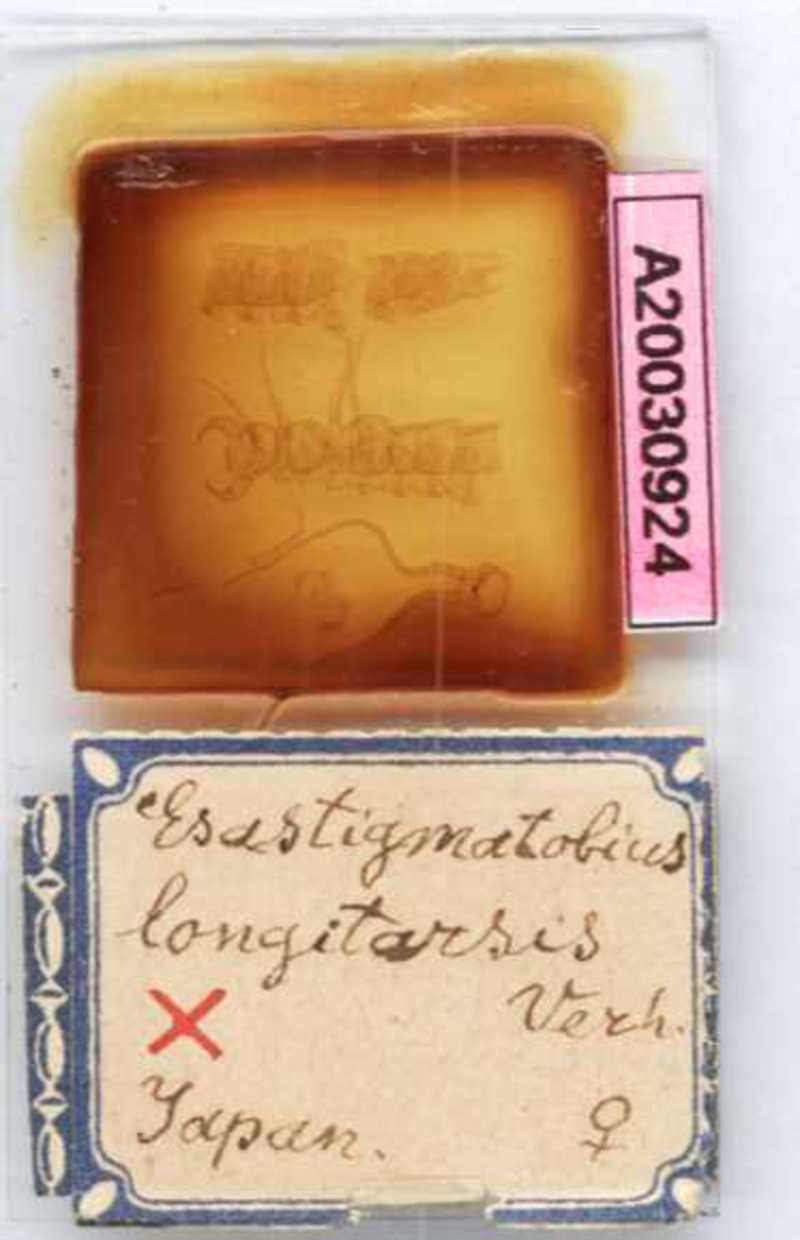 A20030924
Esastigmatobius
longitarsis
Verh.
Japan. ♀